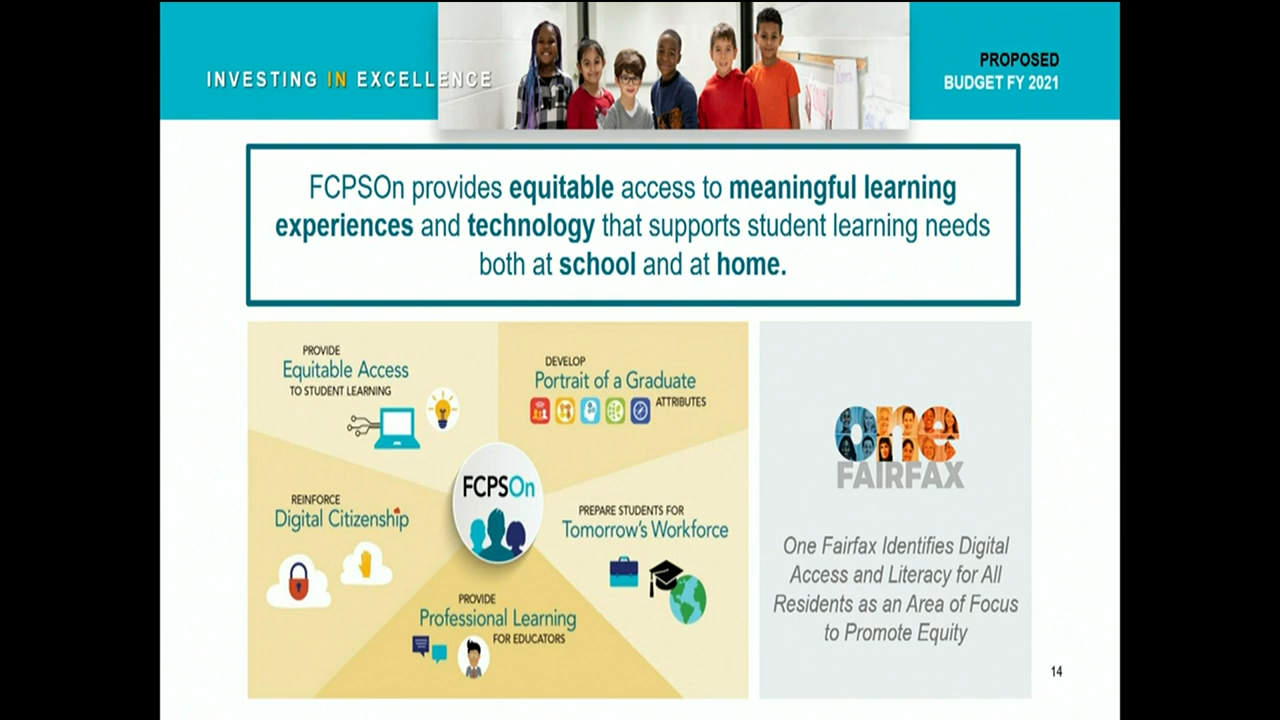 INVESTING IN EXCELLENCE
PROPOSED
BUDGET FY 2021
FCPSOn provides equitable access to meaningful learning
experiences and technology that supports student learning needs
both at school and at home.
PROVIDE
Equitable Access
TO STUDENT LEARNING
DEVELOP
Portrait of a Graduate
ATTRIBUTES
REINFORCE
Digital Citizenship
FCPSOn
PREPARE STUDENTS FOR
Tomorrow's Workforce
PROVIDE
Professional Learning
FOR EDUCATORS
one
FAIRFAX
One Fairfax Identifies Digital
Access and Literacy for All
Residents as an Area of Focus
to Promote Equity
14